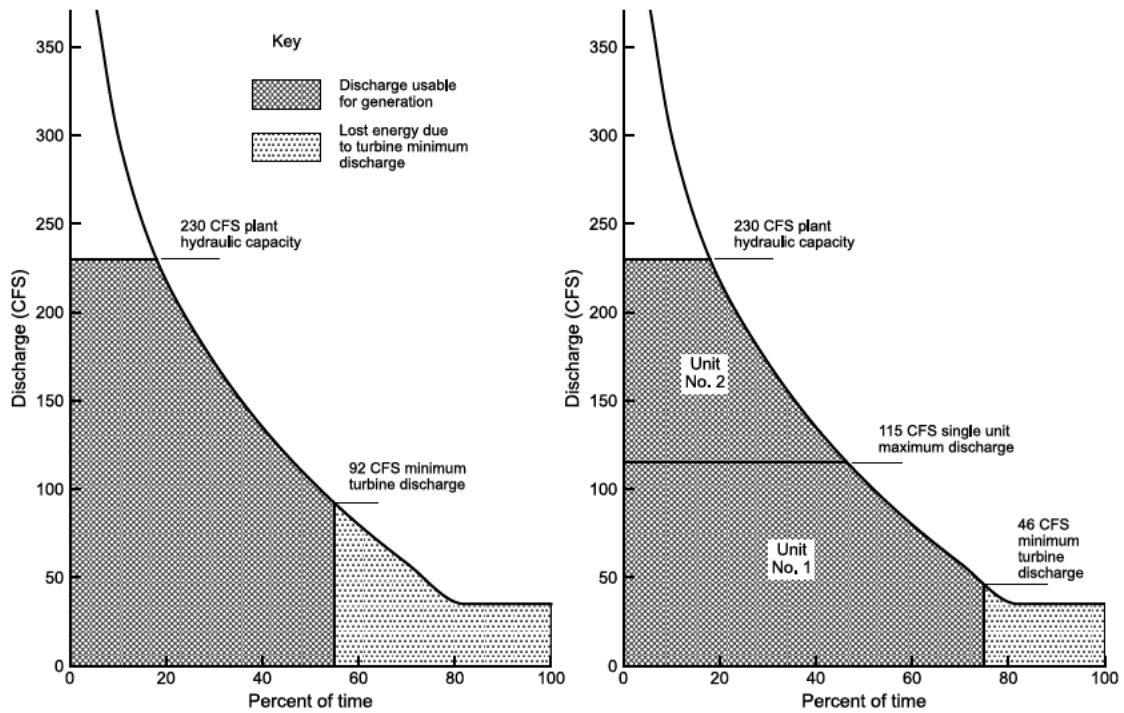 Key
Discharge usable
for generation
Lost energy due
to turbine minimum
discharge
230 CFS plant
hydraulic capacity
92 CFS minimum
turbine discharge
Discharge (CFS)
350
300
250
200
150
100
50
0
0 20 40 60 80 100
Percent of time
230 CFS plant
hydraulic capacity
Unit
No. 2
115 CFS single unit
maximum discharge
Unit
No. 1
46 CFS
minimum
turbine
discharge
Discharge (CFS)
350
300
250
200
150
100
50
0
0 20 40 60 80 100
Percent of time